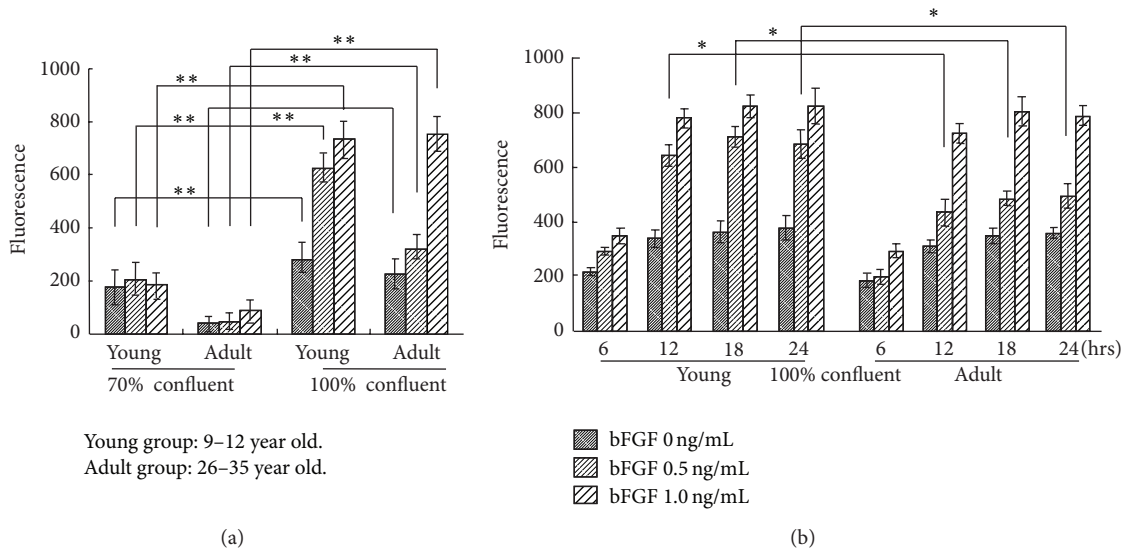 1000
800
600
400
200
0
Fluorescence
**
**
**
**
**
**
Young
Adult
Young
Adult
70% confluent
100% confluent
Young group: 9–12 year old.
Adult group: 26–35 year old.
(a)
1000
800
600
400
200
0
Fluorescence
*
*
*
6 12 18 24 6 12 18 24 (hrs)
Young 100% confluent Adult
bFGF 0 ng/mL
bFGF 0.5 ng/mL
bFGF 1.0 ng/mL
(b)